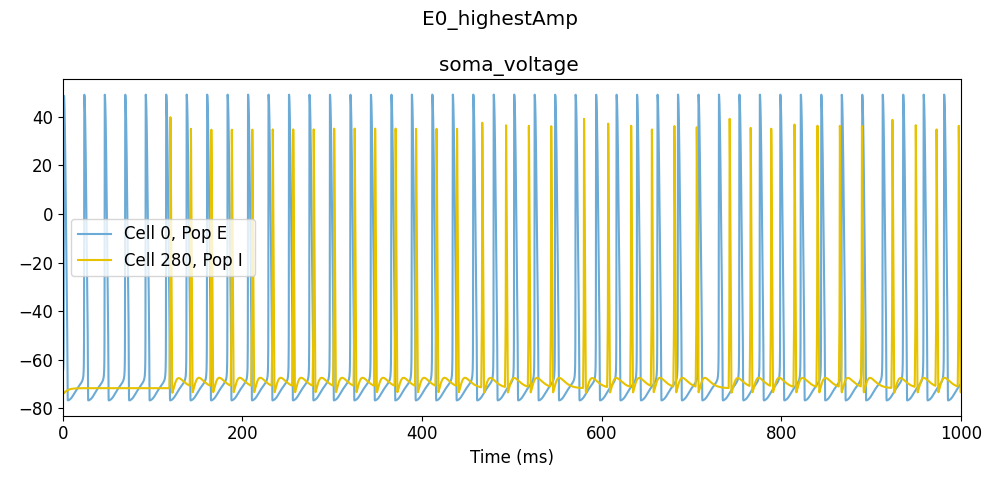 E0_highestAmp
soma_voltage
40
20
0
−20
−40
−60
−80
Cell 0, Pop E
Cell 280, Pop I
0 200 400 600 800 1000
Time (ms)